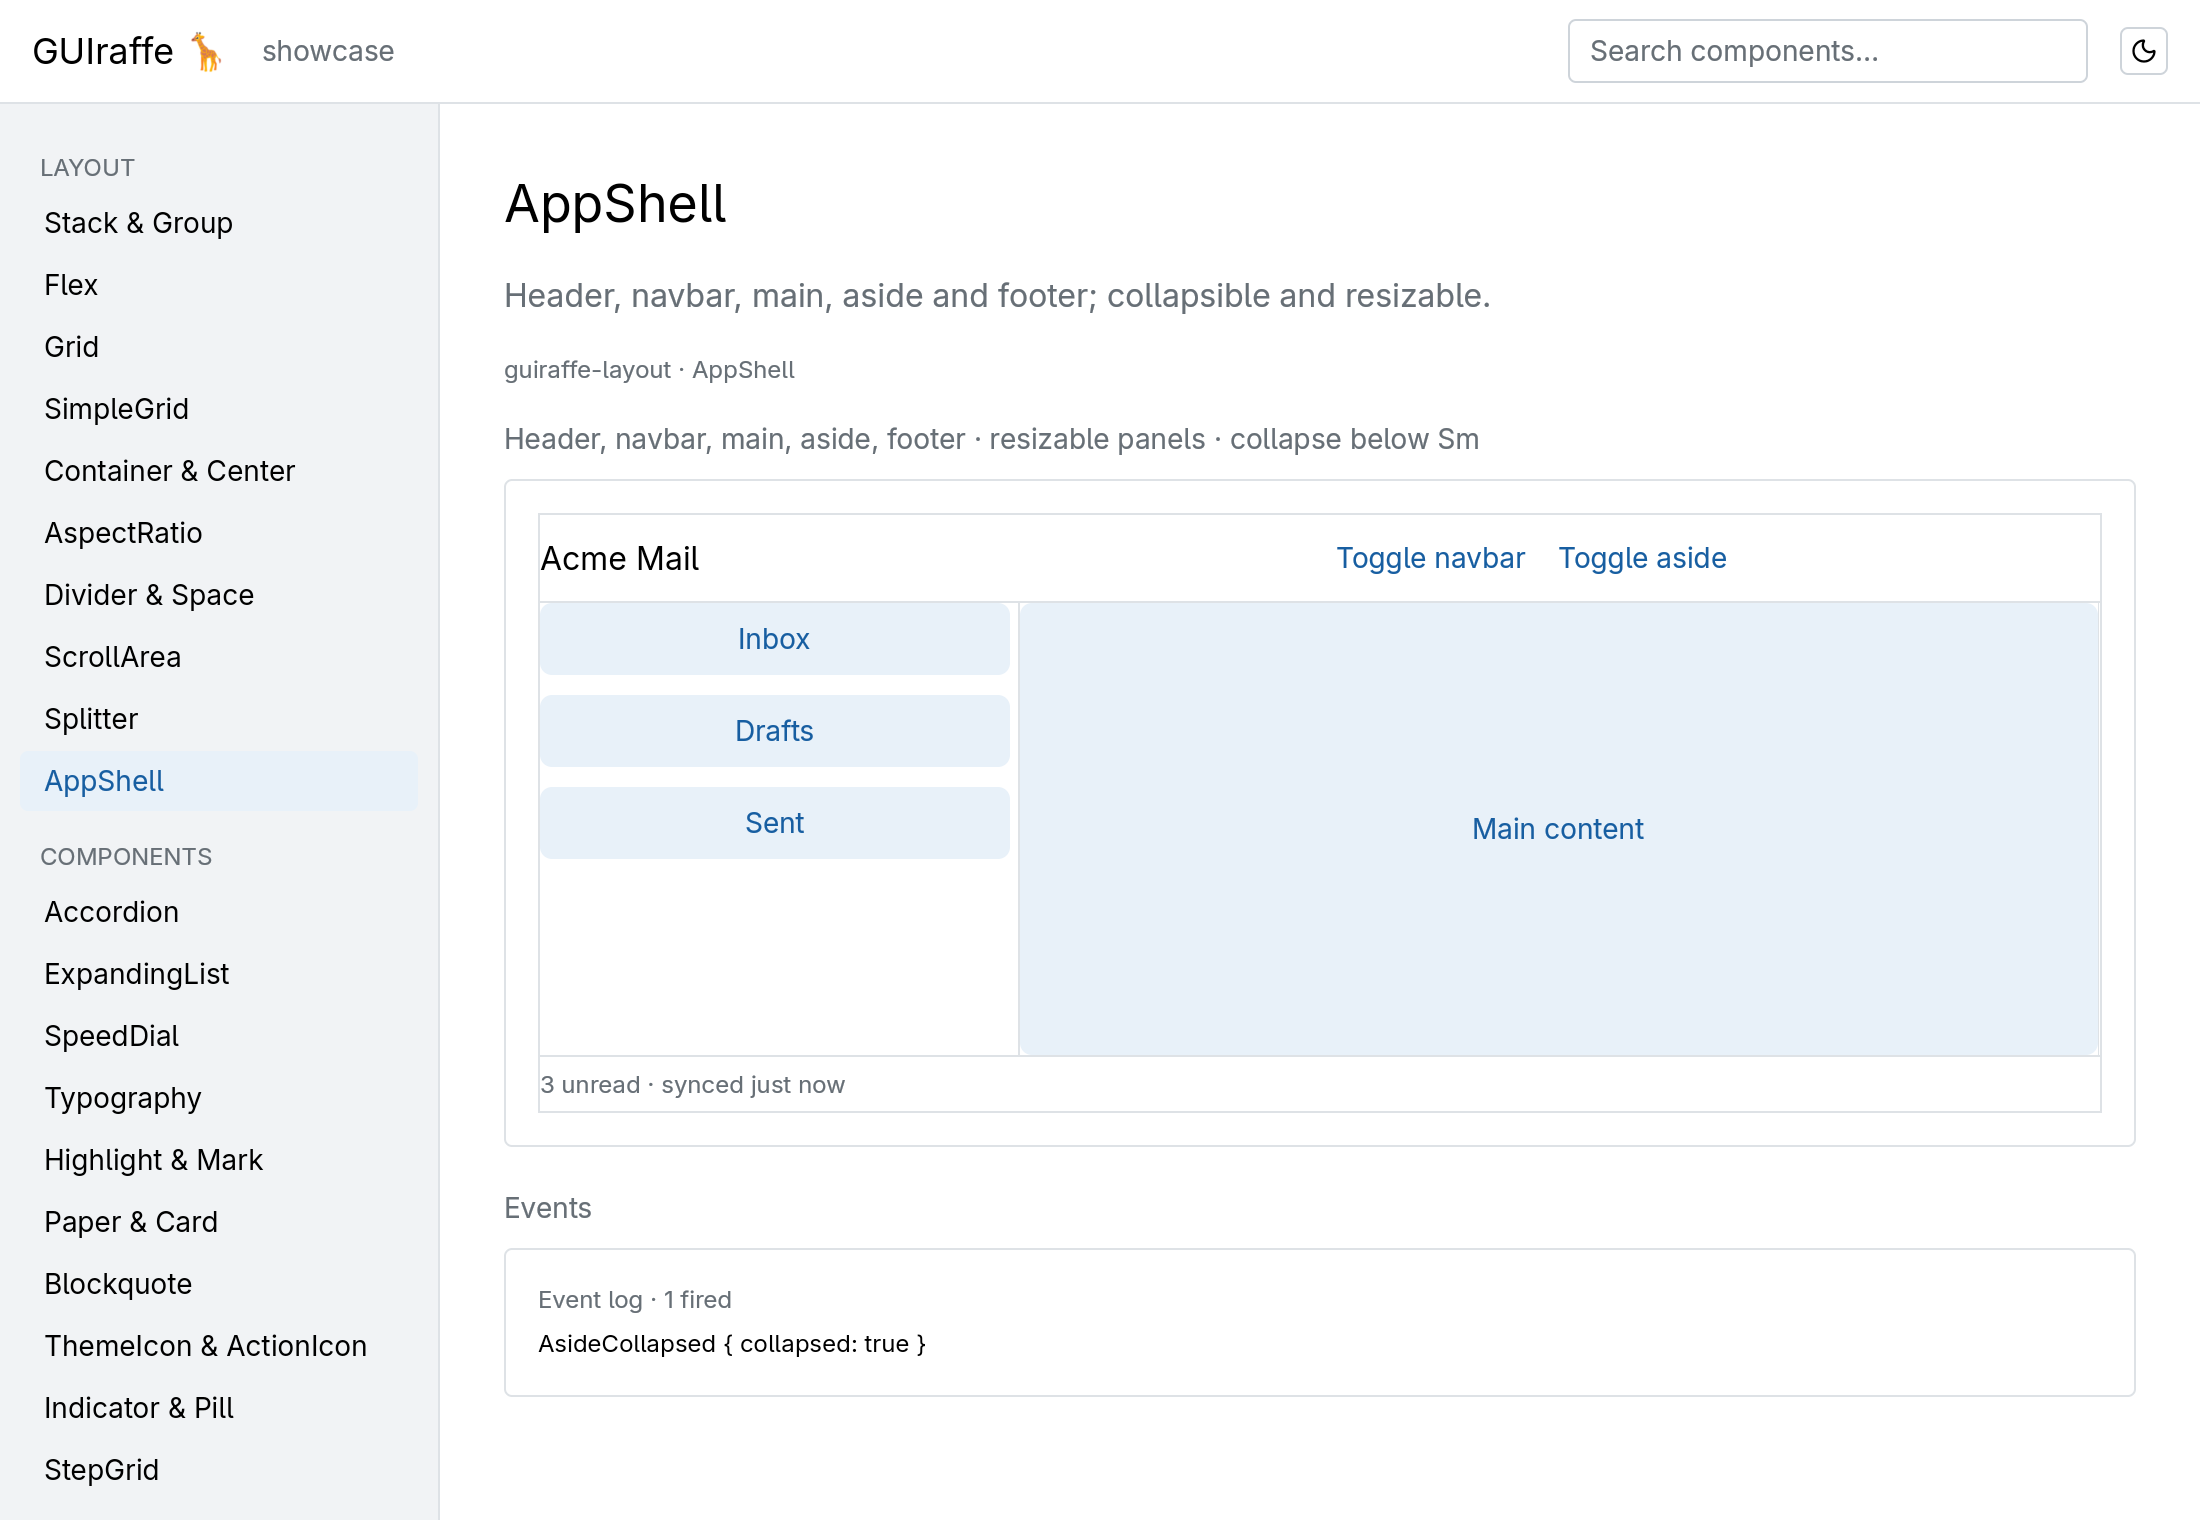 GUIraffe 🦒 showcase Search components...
LAYOUT
Stack & Group
Flex
Grid
SimpleGrid
Container & Center
AspectRatio
Divider & Space
ScrollArea
Splitter
AppShell
COMPONENTS
Accordion
ExpandingList
SpeedDial
Typography
Highlight & Mark
Paper & Card
Blockquote
ThemeIcon & ActionIcon
Indicator & Pill
StepGrid
AppShell
Header, navbar, main, aside and footer; collapsible and resizable.
guiraffe-layout · AppShell
Header, navbar, main, aside, footer · resizable panels · collapse below Sm
Acme Mail Toggle navbar Toggle aside
Inbox
Drafts
Sent
Main content
3 unread · synced just now
Events
Event log · 1 fired
AsideCollapsed { collapsed: true }